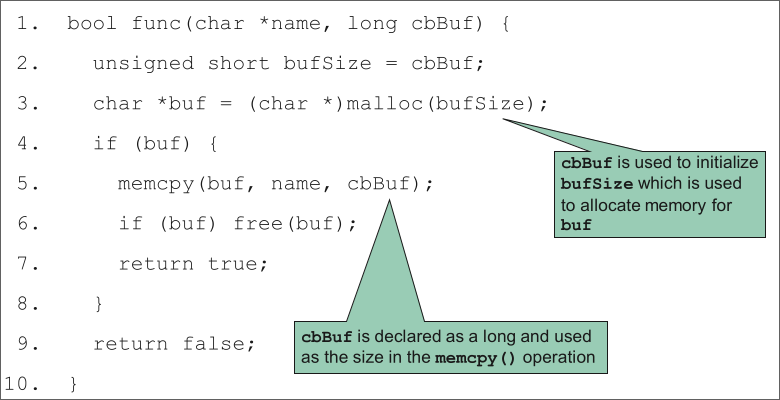 1. bool func(char *name, long cbBuf) {
2. unsigned short bufSize = cbBuf;
3. char *buf = (char *)malloc(bufSize);
4. if (buf) {
cbBuf is used to initialize
bufSize which is used
to allocate memory for
buf
5. memcpy(buf, name, cbBuf);
6. if (buf) free(buf);
7. return true;
8. }
cbBuf is declared as a long and used
as the size in the memcpy() operation
9. return false;
10. }